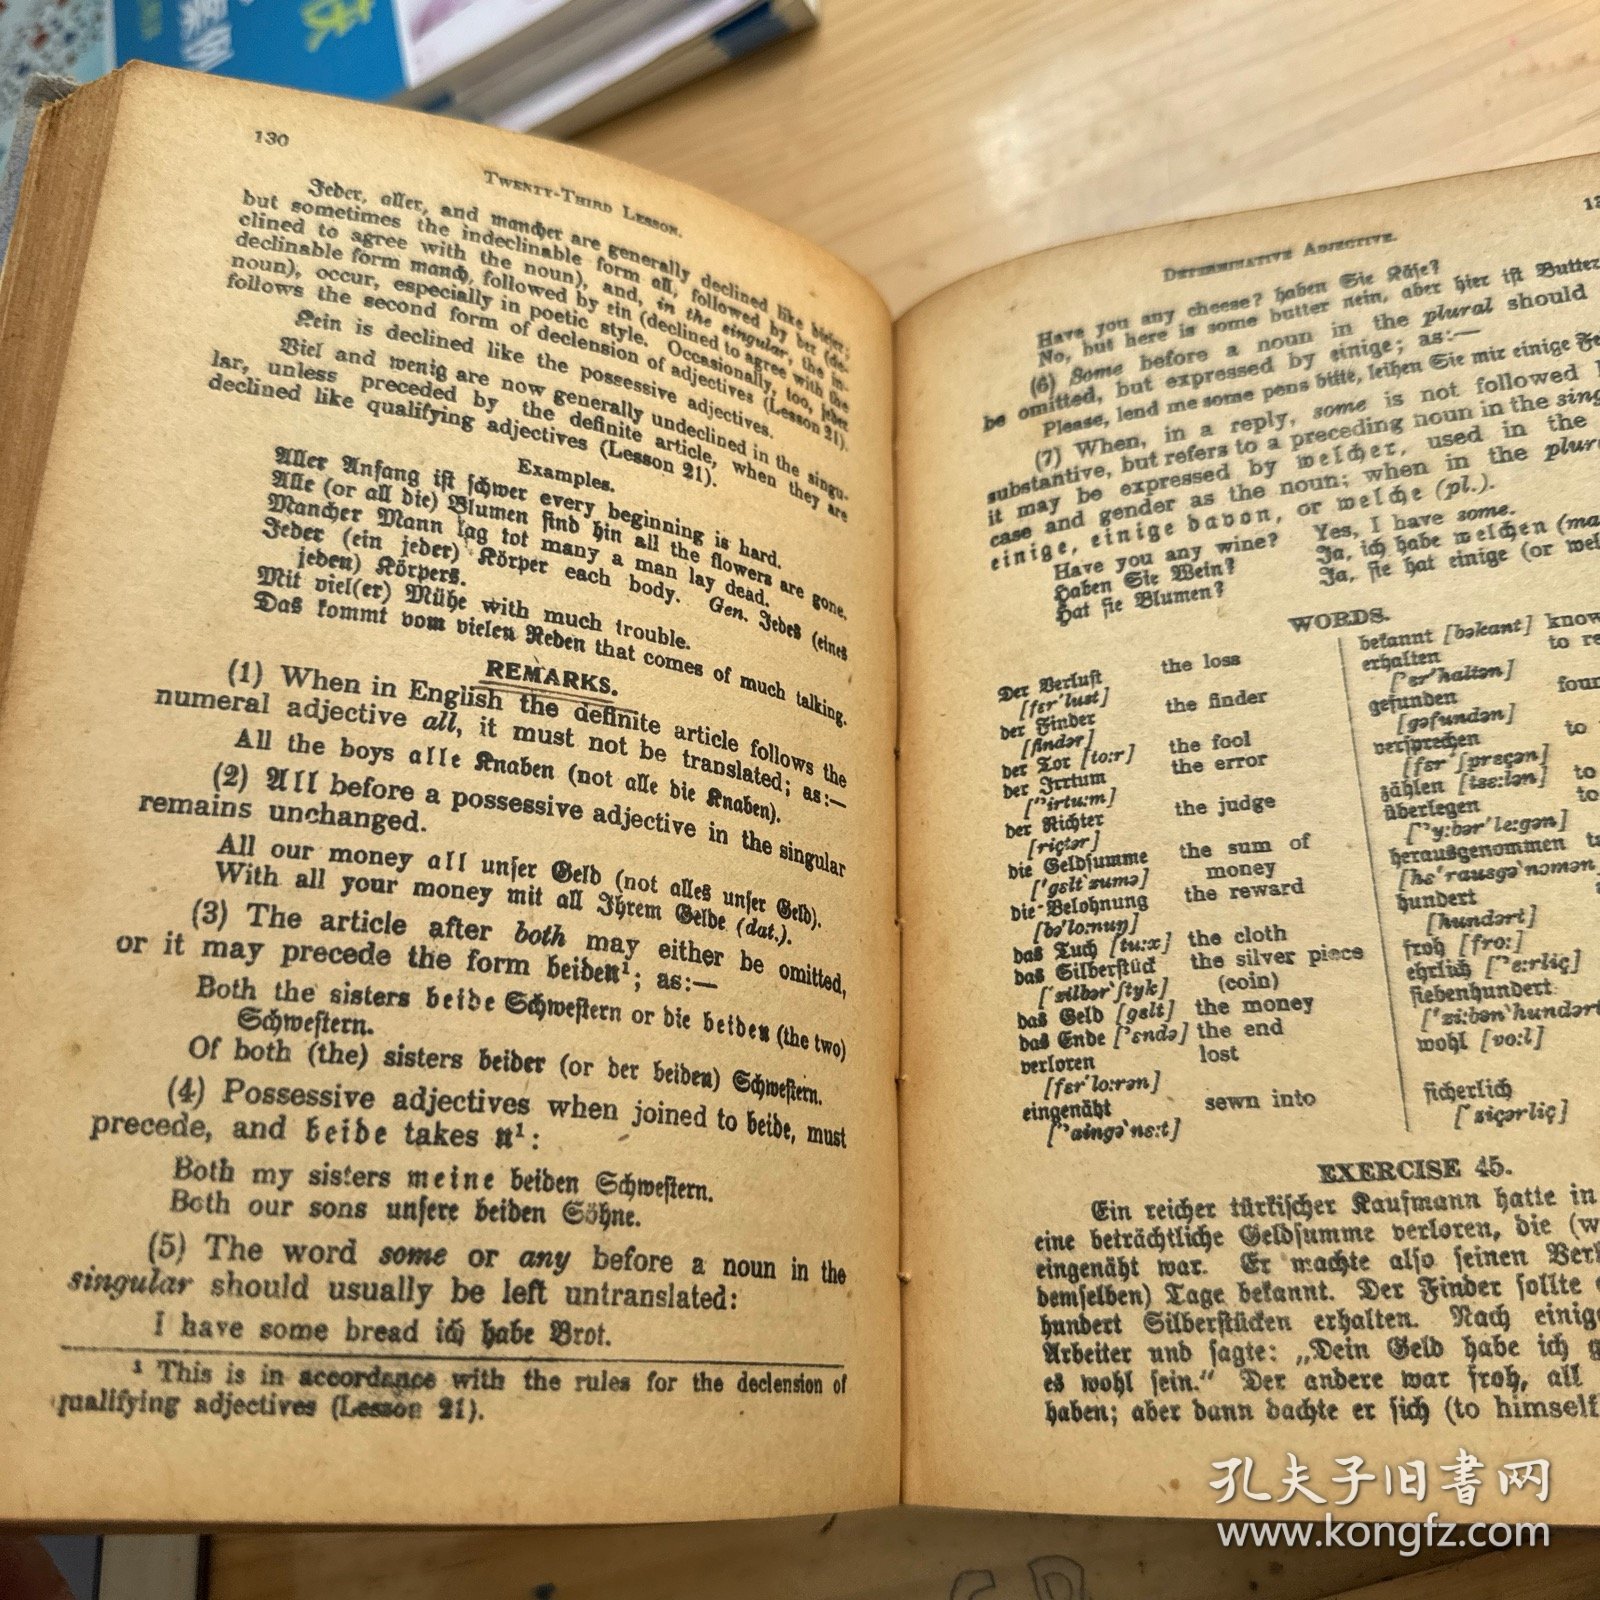 130
Twenty-Third Lesson.
Jeder, aller, and mancher are generally declined like dieser;
but sometimes the indeclinable form all, followed by der (de-
clined to agree with the noun), and, in the singular, the in-
declinable form manch, followed by ein (declined to agree with the
noun), occur, especially in poetic style. Occasionally, too, jeder
follows the second form of declension of adjectives (Lesson 21).
Kein is declined like the possessive adjectives.
Viel and wenig are now generally undeclined in the singu-
lar, unless preceded by the definite article, when they are
declined like qualifying adjectives (Lesson 21).
Examples.
Aller Anfang ist schwer every beginning is hard.
Alle (or all die) Blumen sind hin all the flowers are gone.
Mancher Mann lag tot many a man lay dead.
Jeder (ein jeder) Körper each body. Gen. Jedes (eines
jeden) Körpers.
Mit viel(er) Mühe with much trouble.
Das kommt vom vielen Reden that comes of much talking.
REMARKS.
(1) When in English the definite article follows the
numeral adjective all, it must not be translated; as:—
All the boys alle Knaben (not alle die Knaben).
(2) All before a possessive adjective in the singular
remains unchanged.
All our money all unser Geld (not alles unser Geld).
With all your money mit all Ihrem Gelde (dat.).
(3) The article after both may either be omitted,
or it may precede the form beiden¹; as:—
Both the sisters beide Schwestern or die beiden (the two)
Schwestern.
Of both (the) sisters beider (or der beiden) Schwestern.
(4) Possessive adjectives when joined to beide, must
precede, and beide takes n¹:
Both my sisters meine beiden Schwestern.
Both our sons unsere beiden Söhne.
(5) The word some or any before a noun in the
singular should usually be left untranslated:
I have some bread ich habe Brot.
¹ This is in accordance with the rules for the declension of
qualifying adjectives (Lesson 21).
Determinative Adjective.
Have you any cheese? haben Sie Käse?
No, but here is some butter nein, aber hier ist Butter
(6) Some before a noun in the plural should
be omitted, but expressed by einige; as:—
Please, lend me some pens bitte, leihen Sie mir einige
(7) When, in a reply, some is not followed
substantive, but refers to a preceding noun in the
it may be expressed by welcher, used in the
case and gender as the noun; when in the
einige, einige davon, or welche (pl.).
Have you any wine? Yes, I have some.
Haben Sie Wein? Ja, ich habe welchen
Hat sie Blumen? Ja, sie hat einige (or
WORDS.
Der Verlust the loss
[fɛr'lust]
der Finder the finder
[findər]
der Tor [to:r] the fool
der Irrtum the error
['irtu:m]
der Richter the judge
[riçtər]
die Geldsumme the sum of
['gɛlt'zumə] money
die Belohnung the reward
[bə'lo:nuŋ]
das Tuch [tu:x] the cloth
das Silberstück the silver piece
['zilbər'ʃtyk] (coin)
das Geld [gɛlt] the money
das Ende ['ɛndə] the end
verloren lost
[fɛr'lo:rən]
eingenäht sewn into
['aingə'nɛ:t]
bekannt [bəkant]
erhalten to
['ɛr'haltən]
gefunden
[gəfundən]
versprechen to
[fɛr'ʃprɛçən]
zählen [tsɛ:lən] to
überlegen to
['y:bər'le:gən]
herausgenommen
[hɛ'rausgə'nɔmən]
hundert
[hundərt]
froh [fro:]
ehrlich ['e:rliç]
siebenhundert
['zi:bən'hundərt
wohl [vo:l]
sicherlich
['ziçərliç]
EXERCISE 45.
Ein reicher türkischer Kaufmann hatte in
eine beträchtliche Geldsumme verloren, die
eingenäht war. Er machte also seinen
demselben) Tage bekannt. Der Finder sollte
hundert Silberstücken erhalten. Nach
Arbeiter und sagte: „Dein Geld habe ich
es wohl sein." Der andere war froh, all
haben; aber dann dachte er sich (to himself
孔夫子旧书网
www.kongfz.com